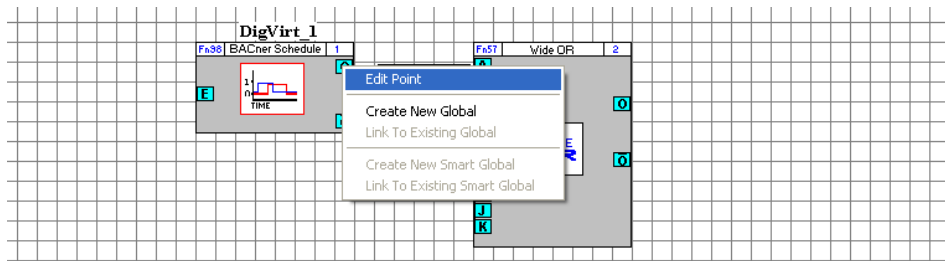 DigVirt_1
Fn98 BACner Schedule 1
O
1
0
TIME
E
Fn57 Wide OR 2
A
O
E
O
J
K
Edit Point
Create New Global
Link To Existing Global
Create New Smart Global
Link To Existing Smart Global